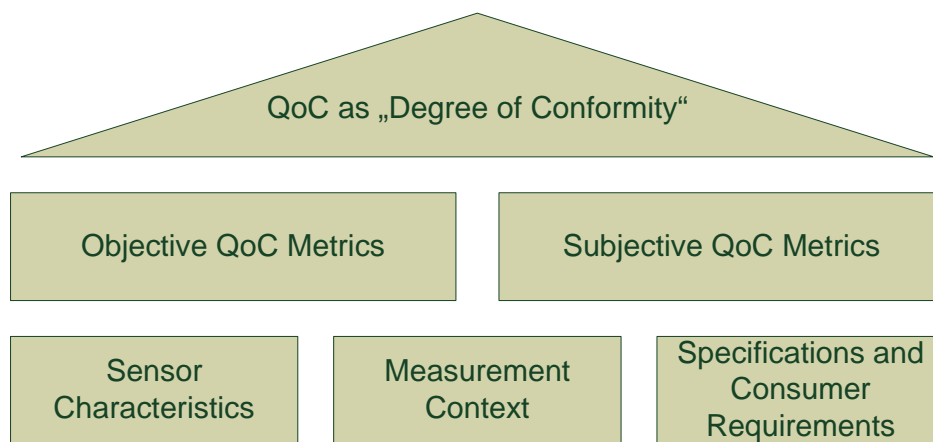 QoC as „Degree of Conformity“
Objective QoC Metrics
Subjective QoC Metrics
Sensor
Characteristics
Measurement
Context
Specifications and
Consumer
Requirements